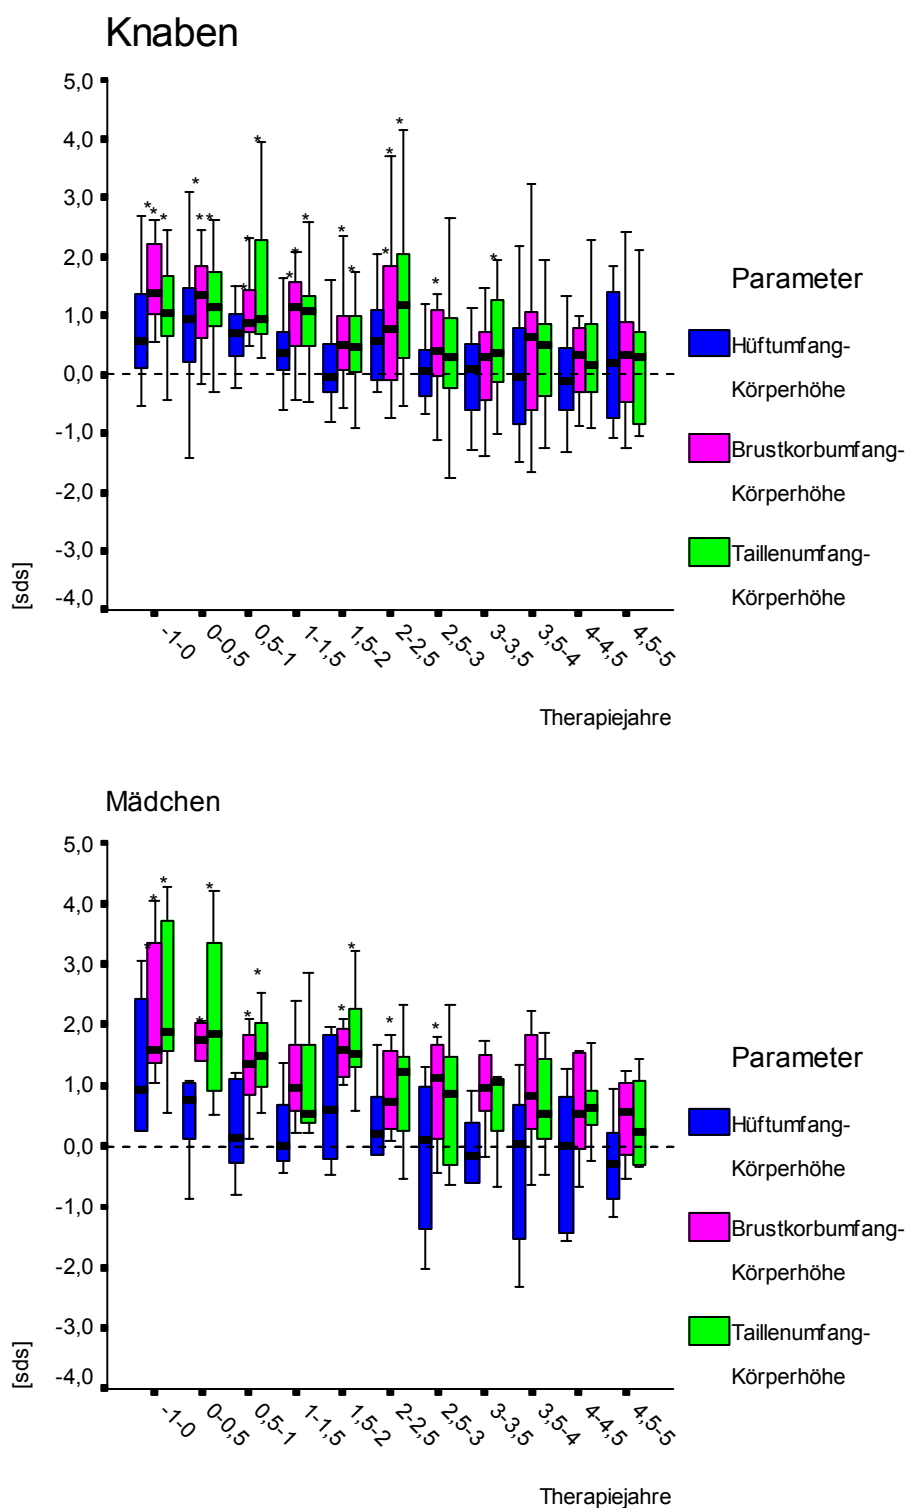 Knaben
5,0
4,0
3,0
2,0
1,0
0,0
-1,0
-2,0
-3,0
-4,0
[sds]
-1-0
0-0,5
0,5-1
1-1,5
1,5-2
2-2,5
2,5-3
3-3,5
3,5-4
4-4,5
4,5-5
Therapiejahre
Parameter
Hüftumfang-
Körperhöhe
Brustkorbumfang-
Körperhöhe
Taillenumfang-
Körperhöhe
Mädchen
5,0
4,0
3,0
2,0
1,0
0,0
-1,0
-2,0
-3,0
-4,0
[sds]
-1-0
0-0,5
0,5-1
1-1,5
1,5-2
2-2,5
2,5-3
3-3,5
3,5-4
4-4,5
4,5-5
Therapiejahre
Parameter
Hüftumfang-
Körperhöhe
Brustkorbumfang-
Körperhöhe
Taillenumfang-
Körperhöhe